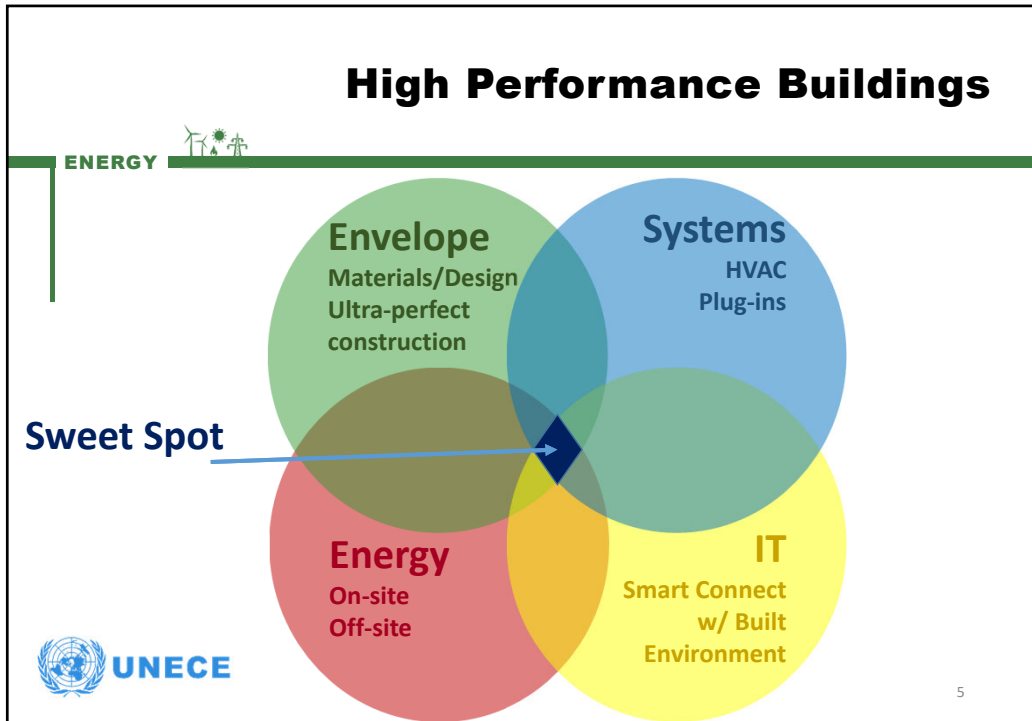 High Performance Buildings
ENERGY
Envelope
Materials/Design
Ultra-perfect
construction
Systems
HVAC
Plug-ins
Sweet Spot
Energy
On-site
Off-site
IT
Smart Connect
w/ Built
Environment
UNECE
5